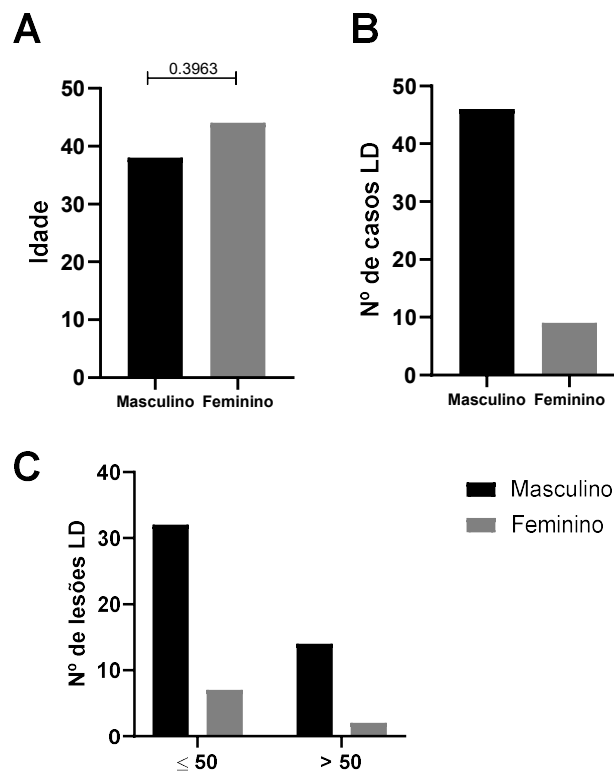 A
0.3963
50
40
30
20
10
0
Idade
Masculino Feminino
B
50
40
30
20
10
0
Nº de casos LD
Masculino Feminino
C
40
30
20
10
0
Nº de lesões LD
≤ 50 > 50
Masculino
Feminino